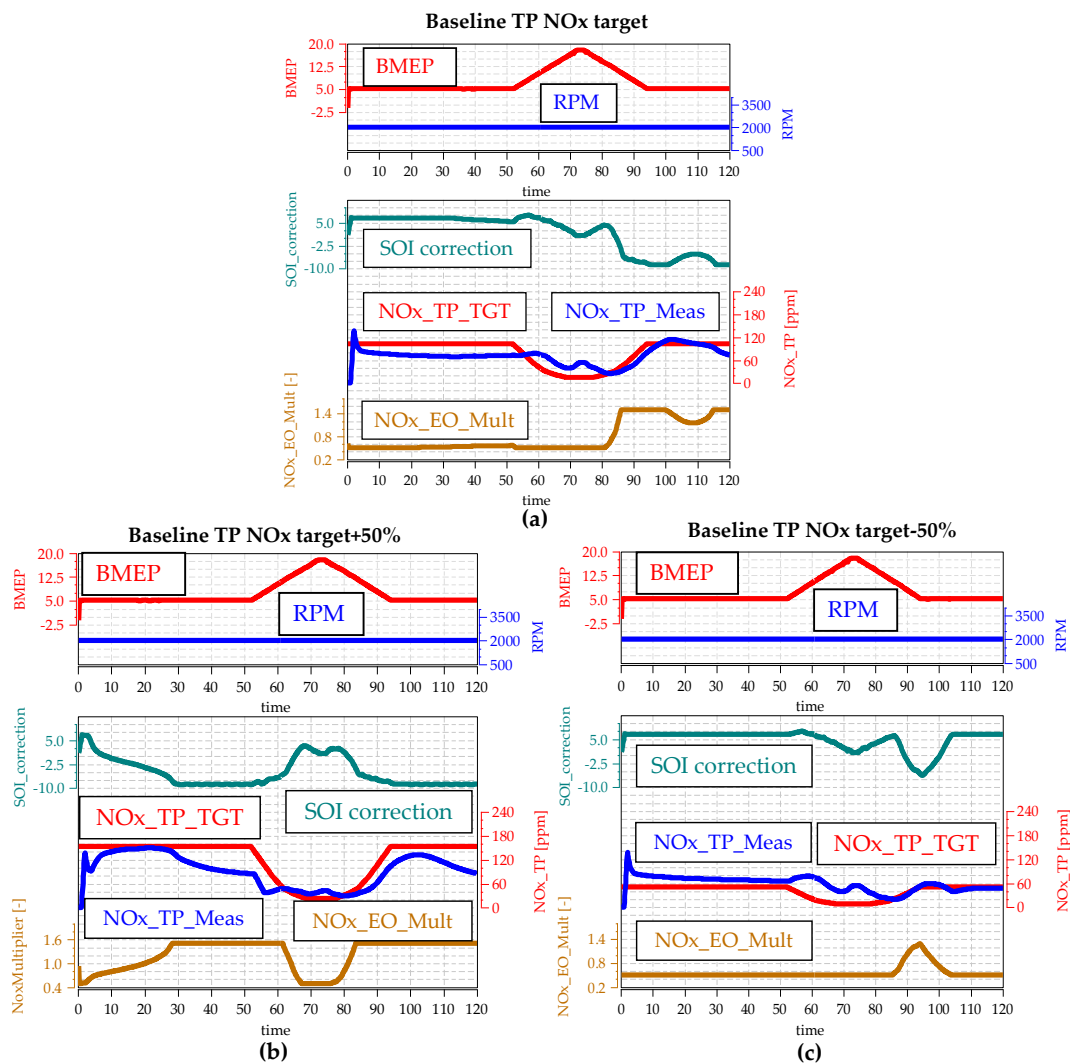 (a)
Baseline TP NOx target
BMEP
20.0
12.5
5.0
-2.5
BMEP
RPM
3500
2000
500
RPM
0 10 20 30 40 50 60 70 80 90 100 110 120
time
SOI_correction
5.0
-2.5
-10.0
SOI correction
NOx_TP_TGT
NOx_TP_Meas
240
180
120
60
0
NOx_TP [ppm]
NOx_EO_Mult [-]
1.4
0.8
0.2
NOx_EO_Mult
0 10 20 30 40 50 60 70 80 90 100 110 120
time
(a)
Baseline TP NOx target+50%
BMEP
20.0
12.5
5.0
-2.5
BMEP
RPM
3500
2000
500
RPM
0 10 20 30 40 50 60 70 80 90 100 110 120
SOI_correction
5.0
-2.5
-10.0
NOx_TP_TGT
SOI correction
240
180
120
60
0
NOx_TP [ppm]
NOx_TP_Meas
NOx_EO_Mult
NoxMultiplier [-]
1.6
1.0
0.4
0 10 20 30 40 50 60 70 80 90 100 110 120
time
(b)
Baseline TP NOx target-50%
BMEP
20.0
12.5
5.0
-2.5
BMEP
RPM
3500
2000
500
RPM
0 10 20 30 40 50 60 70 80 90 100 110 120
SOI_correction
5.0
-2.5
-10.0
SOI correction
NOx_TP_Meas
NOx_TP_TGT
240
180
120
60
0
NOx_TP [ppm]
NOx_EO_Mult [-]
1.4
0.8
0.2
NOx_EO_Mult
0 10 20 30 40 50 60 70 80 90 100 110 120
time
(c)